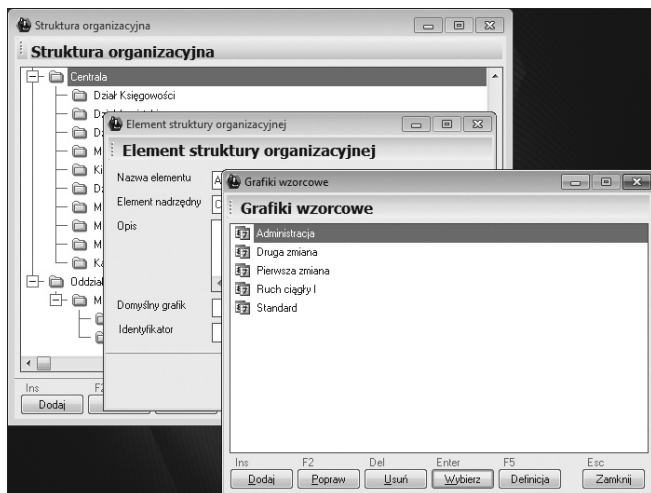 Struktura organizacyjna
Struktura organizacyjna
Centrala
Dział Księgowości
Oddział
Element struktury organizacyjnej
Element struktury organizacyjnej
Nazwa elementu
Element nadrzędny
Opis
Domyślny grafik
Identyfikator
Ins
Dodaj
Grafiki wzorcowe
Grafiki wzorcowe
Administracja
Druga zmiana
Pierwsza zmiana
Ruch ciągły I
Standard
Ins F2 Del Enter F5 Esc
Dodaj Popraw Usuń Wybierz Definicja Zamknij